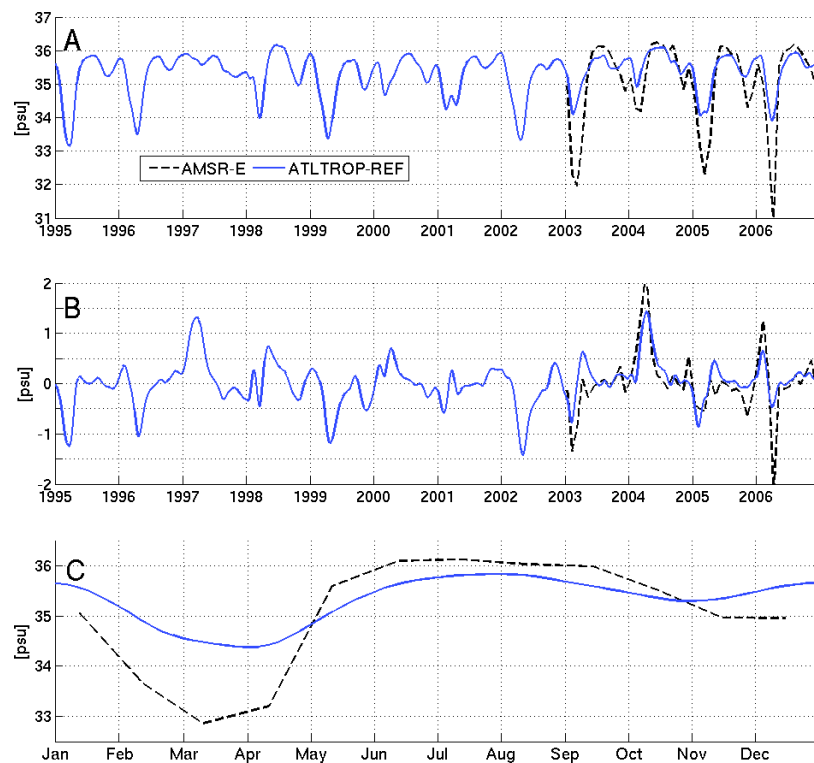 37
A
36
35
34
33
32
31
[psu]
AMSR-E ATLTROP-REF
1995 1996 1997 1998 1999 2000 2001 2002 2003 2004 2005 2006
2
B
1
0
-1
-2
[psu]
1995 1996 1997 1998 1999 2000 2001 2002 2003 2004 2005 2006
C
36
35
34
33
[psu]
Jan Feb Mar Apr May Jun Jul Aug Sep Oct Nov Dec